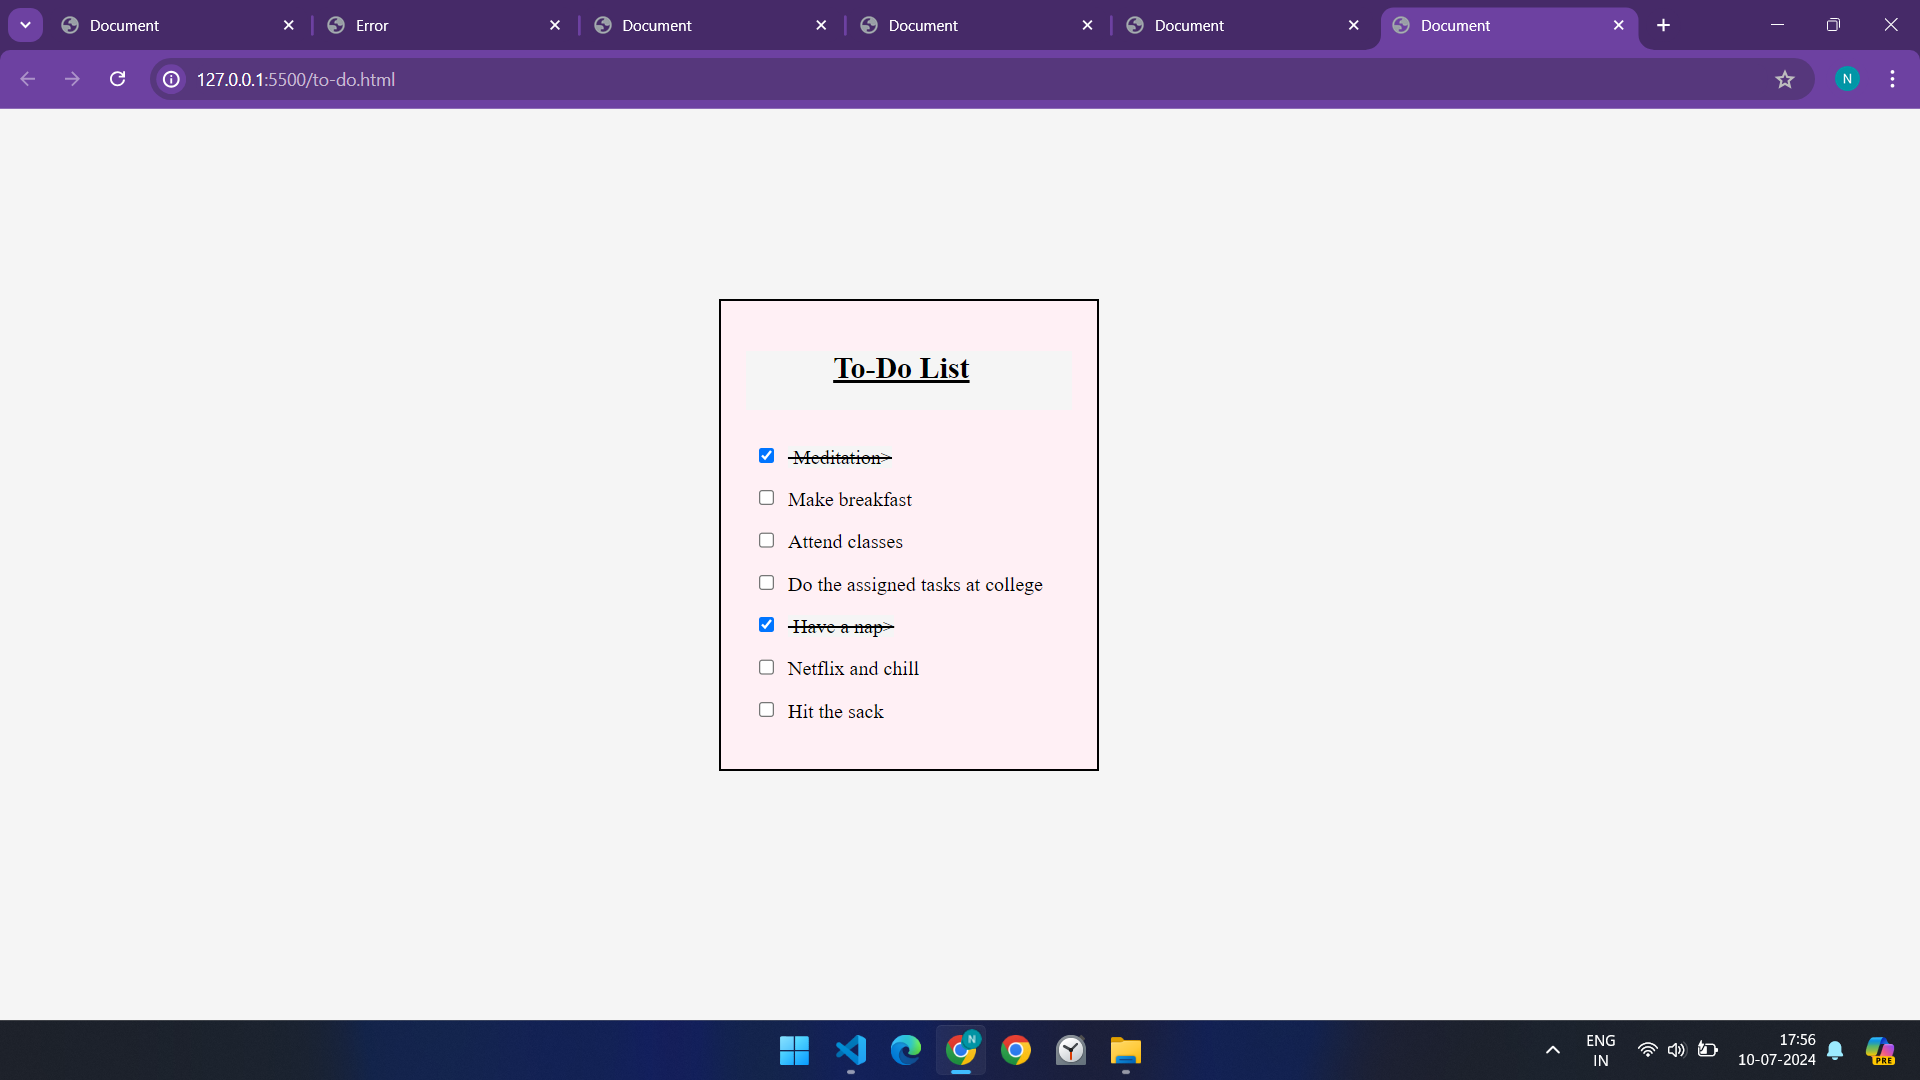 Document
Error
Document
Document
Document
Document
127.0.0.1:5500/to-do.html
N
To-Do List
Meditation>
Make breakfast
Attend classes
Do the assigned tasks at college
Have a nap>
Netflix and chill
Hit the sack
N
ENG
IN
17:56
10-07-2024
PRE